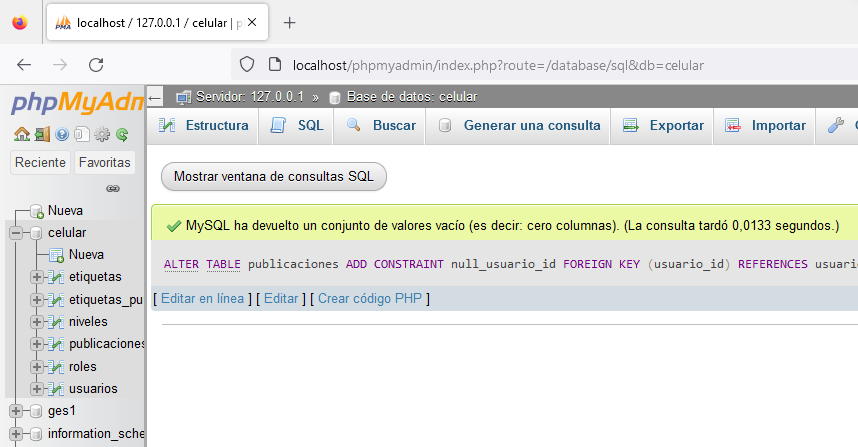 localhost / 127.0.0.1 / celular | p
localhost/phpmyadmin/index.php?route=/database/sql&db=celular
phpMyAdm
Servidor: 127.0.0.1 » Base de datos: celular
Estructura SQL Buscar Generar una consulta Exportar Importar
Reciente Favoritas
Mostrar ventana de consultas SQL
Nueva
celular
Nueva
etiquetas
etiquetas_pu
niveles
publicaciones
roles
usuarios
ges1
information_sche
MySQL ha devuelto un conjunto de valores vacío (es decir: cero columnas). (La consulta tardó 0,0133 segundos.)
ALTER TABLE publicaciones ADD CONSTRAINT null_usuario_id FOREIGN KEY (usuario_id) REFERENCES usuari
[ Editar en línea ] [ Editar ] [ Crear código PHP ]